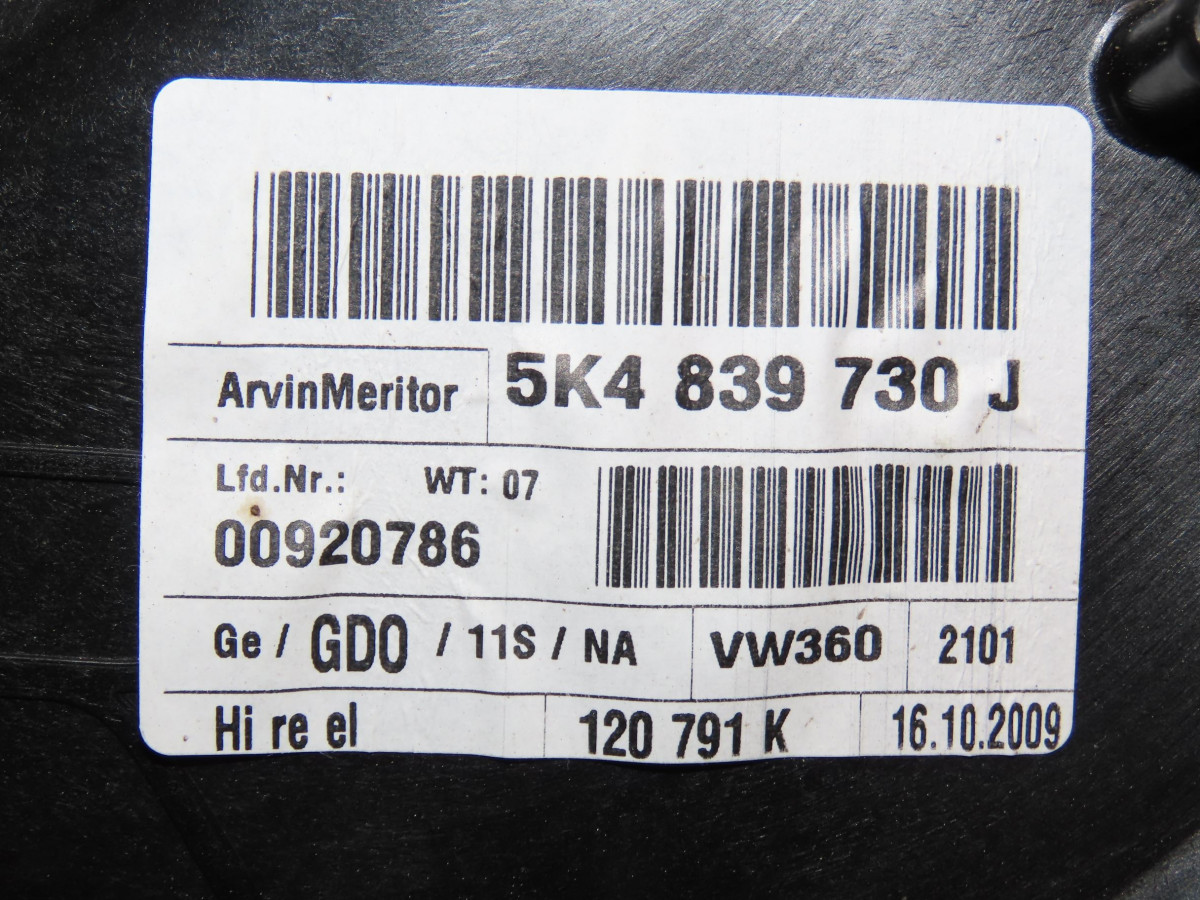 ArvinMeritor 5K4 839 730 J
Lfd.Nr.: WT: 07
00920786
Ge / GDO / 11S / NA VW360 2101
Hi re el 120 791 K 16.10.2009